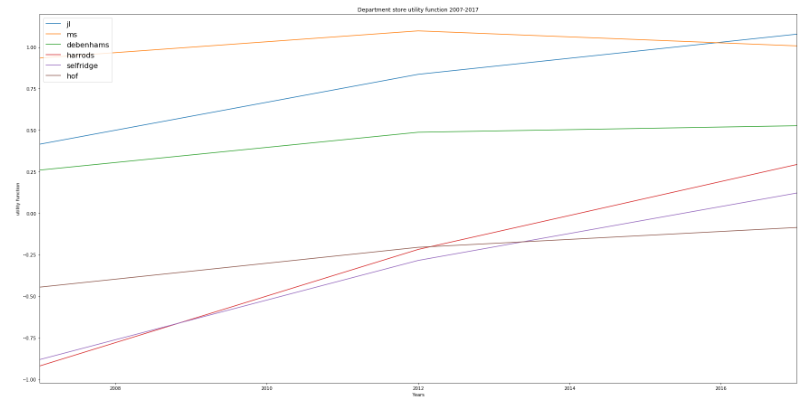 Department store utility function 2007-2017
jl
ms
debenhams
harrods
selfridge
hof
1.00
0.75
0.50
0.25
0.00
−0.25
−0.50
−0.75
−1.00
utility function
2008
2010
2012
2014
2016
Years